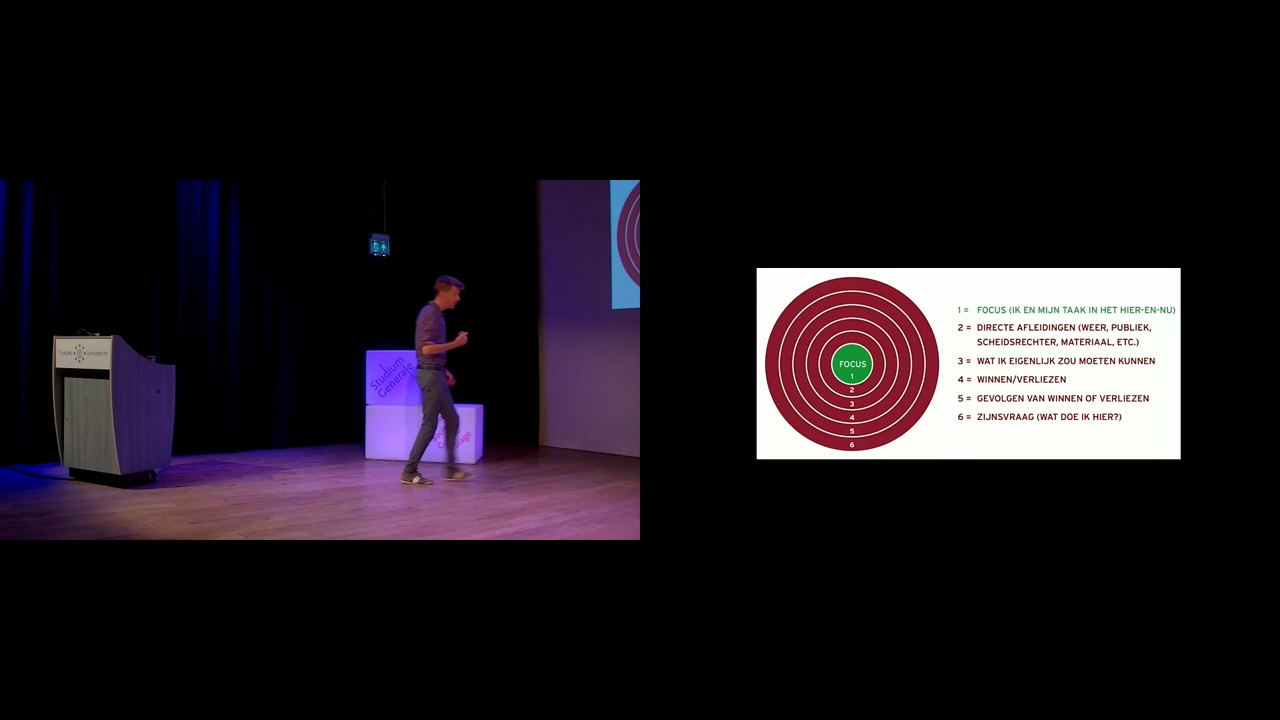 TILBURG UNIVERSITY
Studium
Generale
FOCUS
1
2
3
4
5
6
1 = FOCUS (IK EN MIJN TAAK IN HET HIER-EN-NU)
2 = DIRECTE AFLEIDINGEN (WEER, PUBLIEK,
SCHEIDSRECHTER, MATERIAAL, ETC.)
3 = WAT IK EIGENLIJK ZOU MOETEN KUNNEN
4 = WINNEN/VERLIEZEN
5 = GEVOLGEN VAN WINNEN OF VERLIEZEN
6 = ZIJNSVRAAG (WAT DOE IK HIER?)